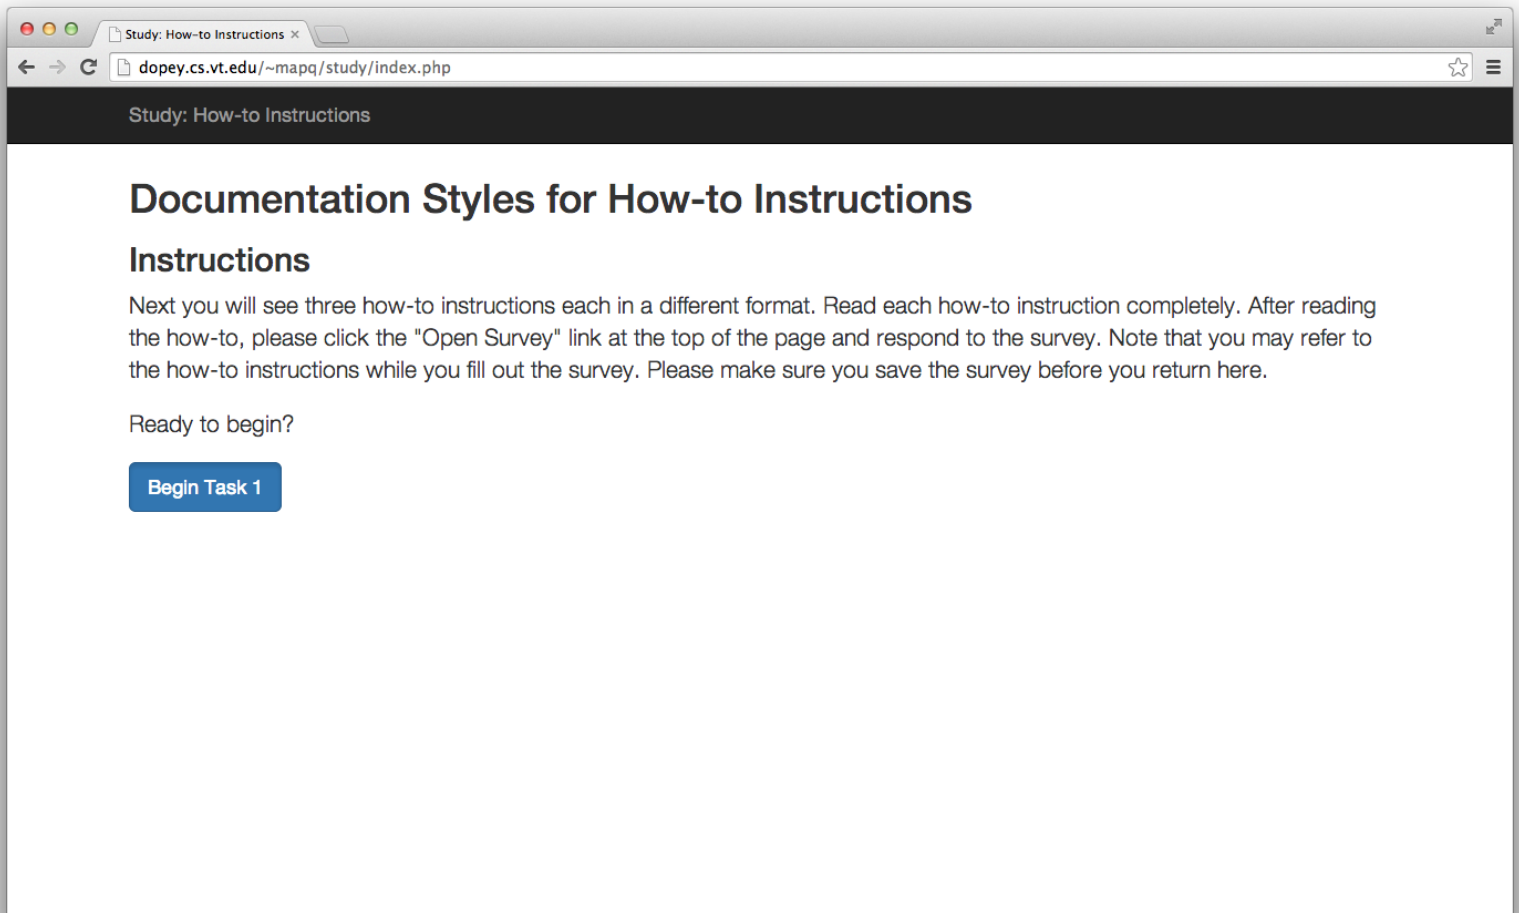 Study: How-to Instructions
dopey.cs.vt.edu/~mapq/study/index.php
Study: How-to Instructions
Documentation Styles for How-to Instructions
Instructions
Next you will see three how-to instructions each in a different format. Read each how-to instruction completely. After reading
the how-to, please click the "Open Survey" link at the top of the page and respond to the survey. Note that you may refer to
the how-to instructions while you fill out the survey. Please make sure you save the survey before you return here.
Ready to begin?
Begin Task 1